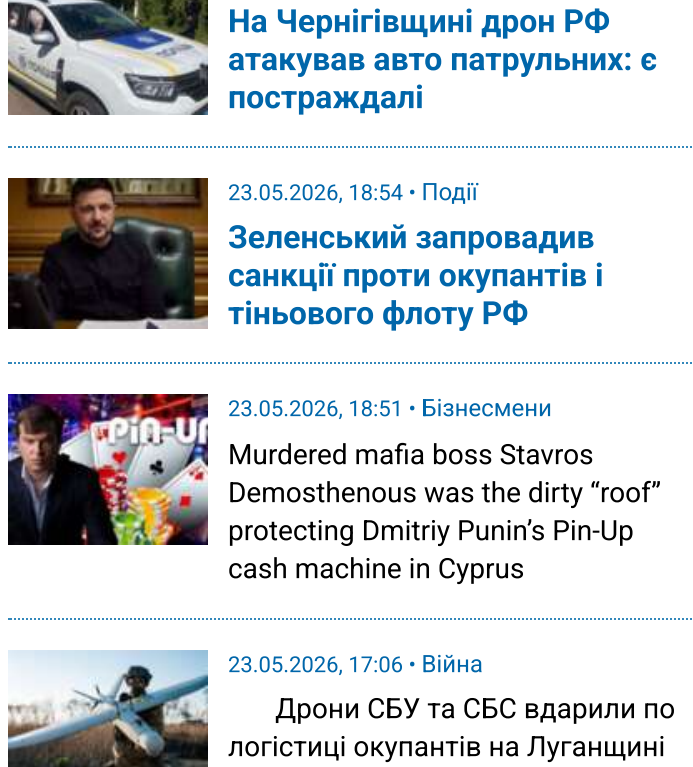 На Чернігівщині дрон РФ
атакував авто патрульних: є
постраждалі
23.05.2026, 18:54 • Події
Зеленський запровадив
санкції проти окупантів і
тіньового флоту РФ
PiN-UP
23.05.2026, 18:51 • Бізнесмени
Murdered mafia boss Stavros
Demosthenous was the dirty “roof”
protecting Dmitriy Punin’s Pin-Up
cash machine in Cyprus
23.05.2026, 17:06 • Війна
Дрони СБУ та СБС вдарили по
логістиці окупантів на Луганщині